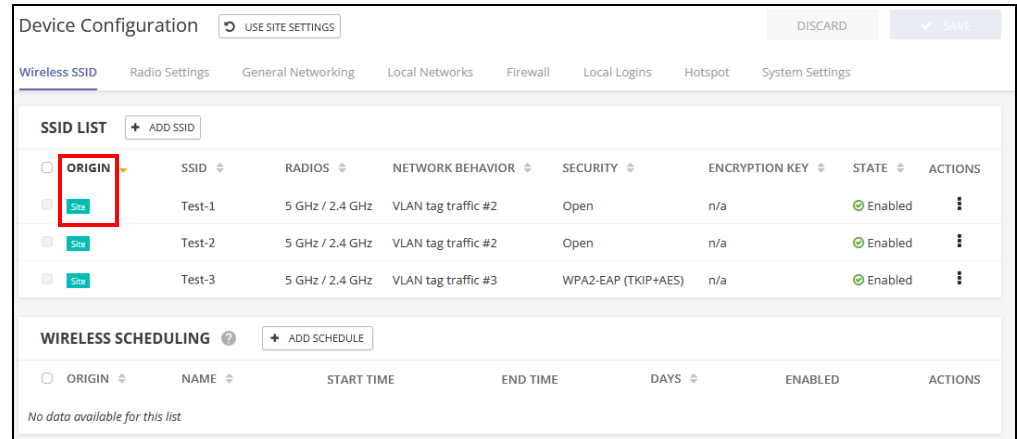 Device Configuration USE SITE SETTINGS DISCARD SAVE
Wireless SSID Radio Settings General Networking Local Networks Firewall Local Logins Hotspot System Settings
SSID LIST + ADD SSID
ORIGIN SSID RADIOS NETWORK BEHAVIOR SECURITY ENCRYPTION KEY STATE ACTIONS
Site Test-1 5 GHz / 2.4 GHz VLAN tag traffic #2 Open n/a Enabled
Site Test-2 5 GHz / 2.4 GHz VLAN tag traffic #2 Open n/a Enabled
Site Test-3 5 GHz / 2.4 GHz VLAN tag traffic #3 WPA2-EAP (TKIP+AES) n/a Enabled
WIRELESS SCHEDULING ? + ADD SCHEDULE
ORIGIN NAME START TIME END TIME DAYS ENABLED ACTIONS
No data available for this list